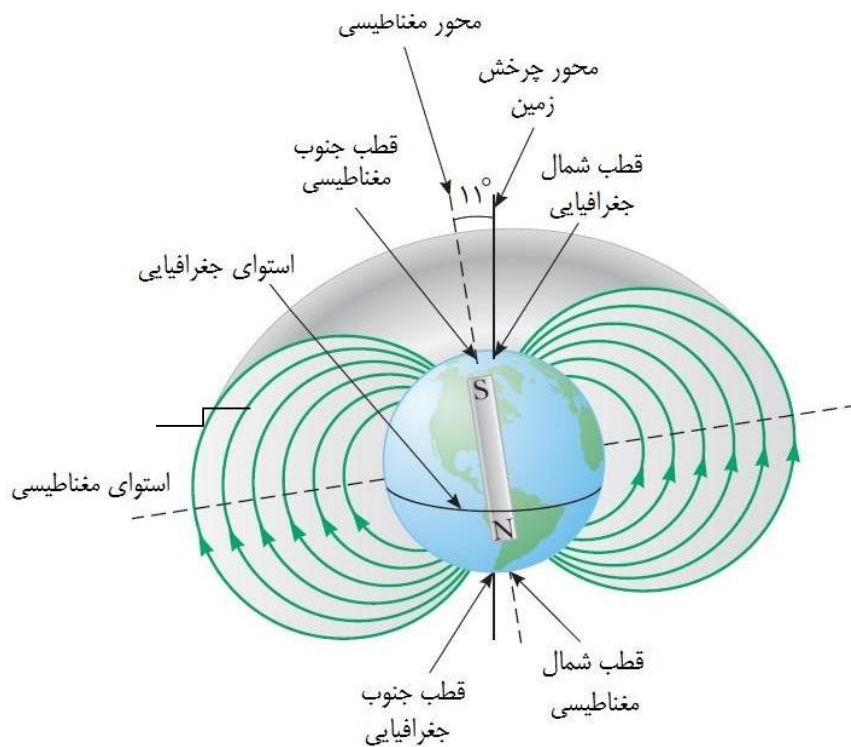 محور مغناطیسی
محور چرخش
زمین
قطب جنوب
مغناطیسی
قطب شمال
جغرافیایی
۱۱°
استوای جغرافیایی
S
استوای مغناطیسی
N
قطب شمال
مغناطیسی
قطب جنوب
جغرافیایی